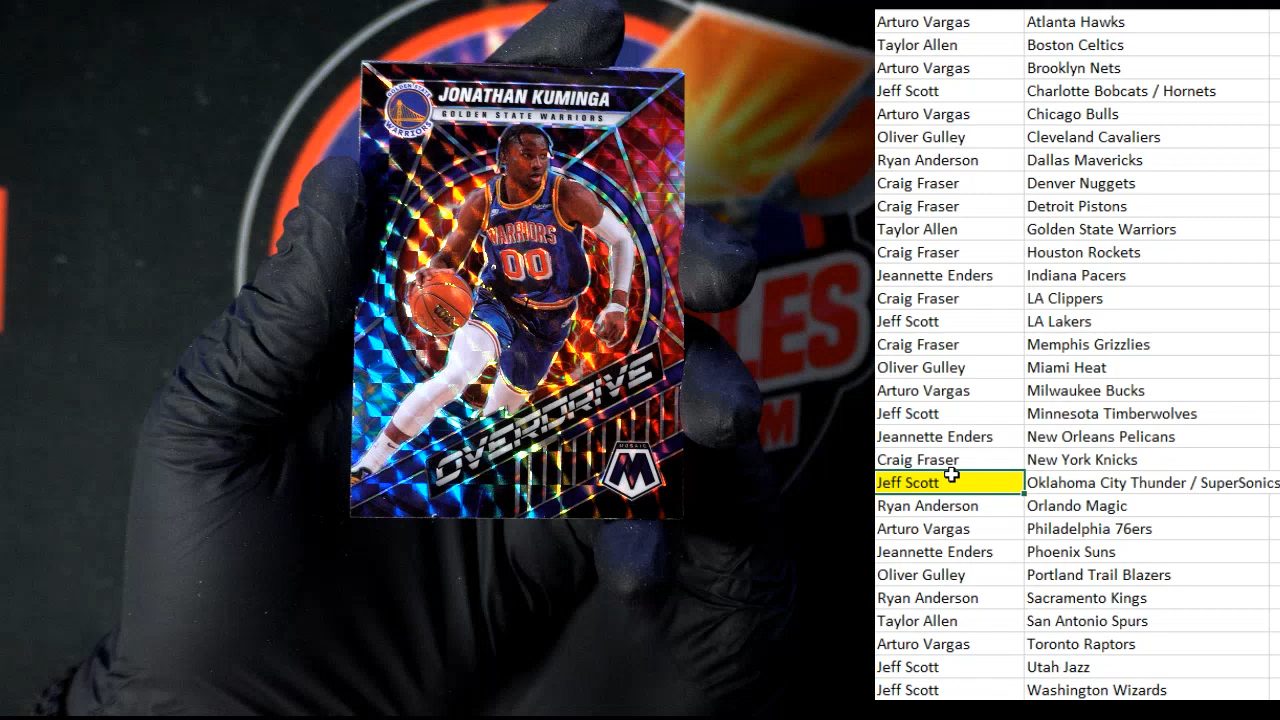 JONATHAN KUMINGA
GOLDEN STATE WARRIORS
GOLDEN STATE
WARRIORS
WARRIORS
00
OVERDRIVE
MOSAIC
M
LES
M
Arturo Vargas Atlanta Hawks
Taylor Allen Boston Celtics
Arturo Vargas Brooklyn Nets
Jeff Scott Charlotte Bobcats / Hornets
Arturo Vargas Chicago Bulls
Oliver Gulley Cleveland Cavaliers
Ryan Anderson Dallas Mavericks
Craig Fraser Denver Nuggets
Craig Fraser Detroit Pistons
Taylor Allen Golden State Warriors
Craig Fraser Houston Rockets
Jeannette Enders Indiana Pacers
Craig Fraser LA Clippers
Jeff Scott LA Lakers
Craig Fraser Memphis Grizzlies
Oliver Gulley Miami Heat
Arturo Vargas Milwaukee Bucks
Jeff Scott Minnesota Timberwolves
Jeannette Enders New Orleans Pelicans
Craig Fraser New York Knicks
Jeff Scott Oklahoma City Thunder / SuperSonics
Ryan Anderson Orlando Magic
Arturo Vargas Philadelphia 76ers
Jeannette Enders Phoenix Suns
Oliver Gulley Portland Trail Blazers
Ryan Anderson Sacramento Kings
Taylor Allen San Antonio Spurs
Arturo Vargas Toronto Raptors
Jeff Scott Utah Jazz
Jeff Scott Washington Wizards